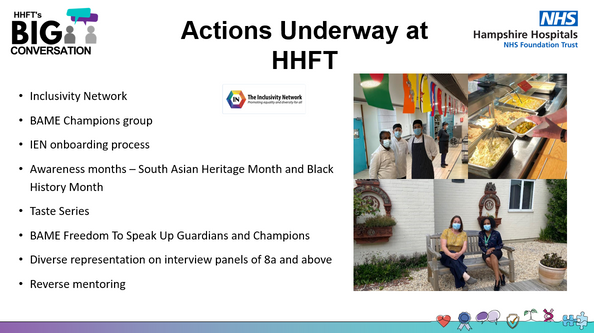 HHFT's
BIG
CONVERSATION
Actions Underway at
HHFT
NHS
Hampshire Hospitals
NHS Foundation Trust
IN
The Inclusivity Network
Promoting equality and diversity for all
• Inclusivity Network
• BAME Champions group
• IEN onboarding process
• Awareness months – South Asian Heritage Month and Black
History Month
• Taste Series
• BAME Freedom To Speak Up Guardians and Champions
• Diverse representation on interview panels of 8a and above
• Reverse mentoring